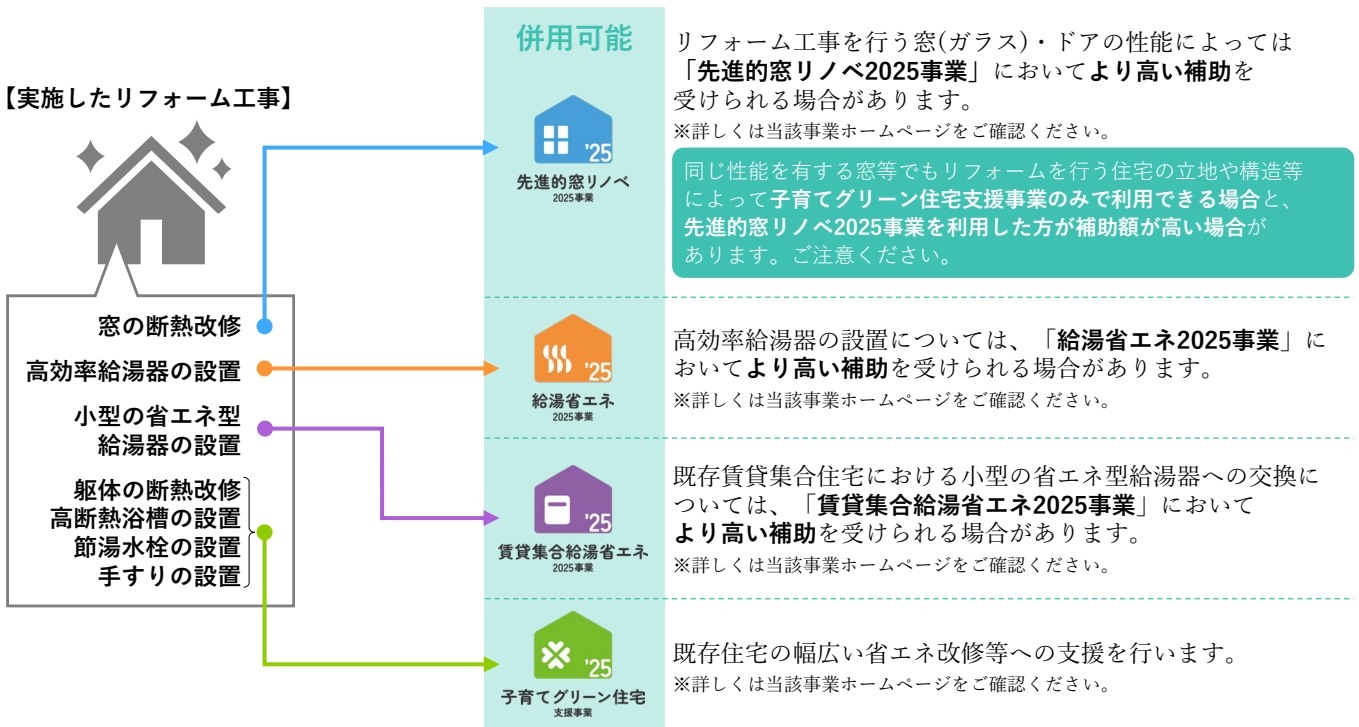 【実施したリフォーム工事】
窓の断熱改修
高効率給湯器の設置
小型の省エネ型
給湯器の設置
躯体の断熱改修
高断熱浴槽の設置
節湯水栓の設置
手すりの設置
併用可能
'25
先進的窓リノベ
2025事業
リフォーム工事を行う窓(ガラス)・ドアの性能によっては
「先進的窓リノベ2025事業」においてより高い補助を
受けられる場合があります。
※詳しくは当該事業ホームページをご確認ください。
同じ性能を有する窓等でもリフォームを行う住宅の立地や構造等
によって子育てグリーン住宅支援事業のみで利用できる場合と、
先進的窓リノベ2025事業を利用した方が補助額が高い場合が
あります。ご注意ください。
'25
給湯省エネ
2025事業
高効率給湯器の設置については、「給湯省エネ2025事業」に
おいてより高い補助を受けられる場合があります。
※詳しくは当該事業ホームページをご確認ください。
'25
賃貸集合給湯省エネ
2025事業
既存賃貸集合住宅における小型の省エネ型給湯器への交換に
ついては、「賃貸集合給湯省エネ2025事業」において
より高い補助を受けられる場合があります。
※詳しくは当該事業ホームページをご確認ください。
'25
子育てグリーン住宅
支援事業
既存住宅の幅広い省エネ改修等への支援を行います。
※詳しくは当該事業ホームページをご確認ください。